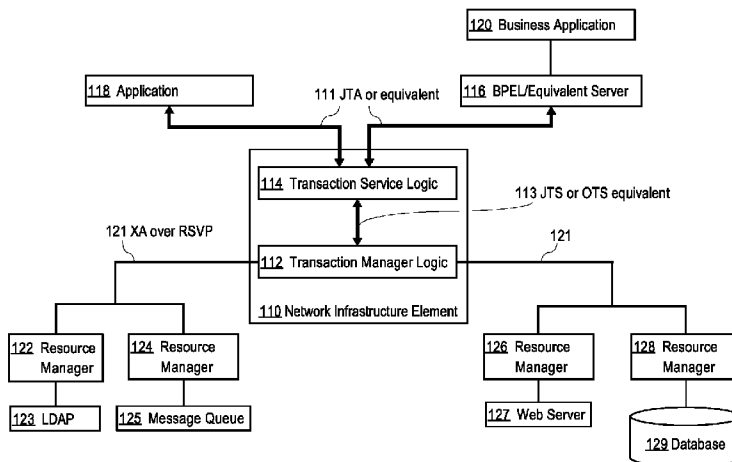 120 Business Application
118 Application
111 JTA or equivalent
116 BPEL/Equivalent Server
114 Transaction Service Logic
113 JTS or OTS equivalent
121 XA over RSVP
112 Transaction Manager Logic
121
110 Network Infrastructure Element
122 Resource
Manager
124 Resource
Manager
126 Resource
Manager
128 Resource
Manager
123 LDAP
125 Message Queue
127 Web Server
129 Database